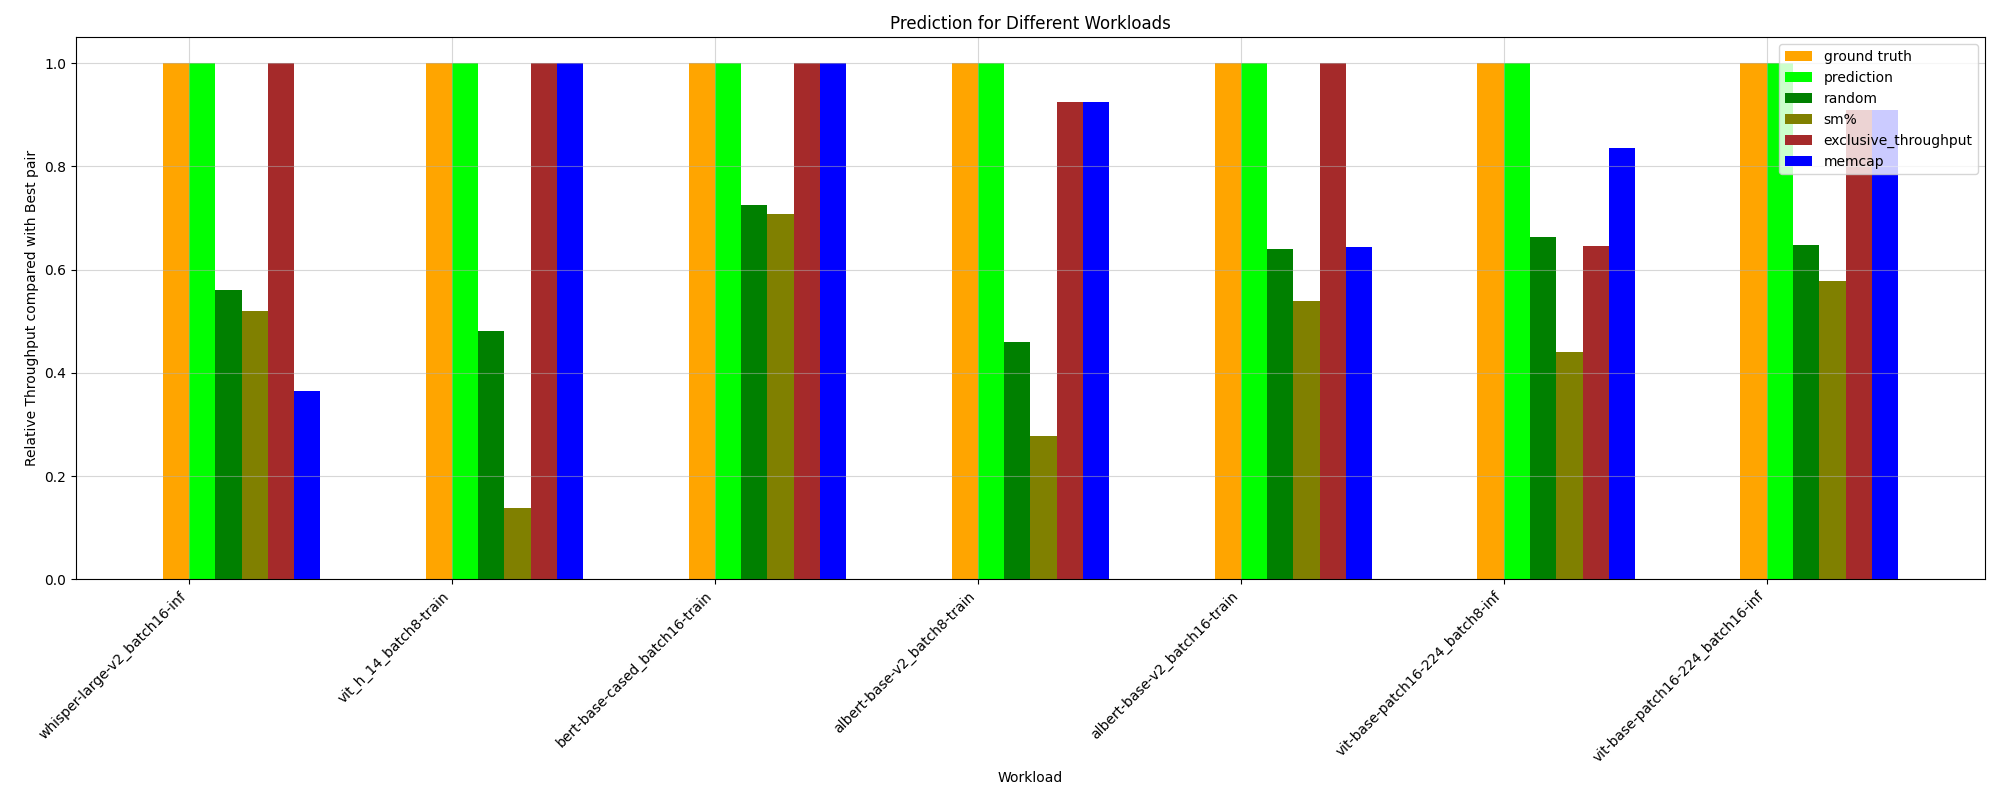 Prediction for Different Workloads
Relative Throughput compared with Best pair
1.0
0.8
0.6
0.4
0.2
0.0
ground truth
prediction
random
sm%
exclusive_throughput
memcap
whisper-large-v2_batch16-inf
vit_h_14_batch8-train
bert-base-cased_batch16-train
albert-base-v2_batch8-train
albert-base-v2_batch16-train
vit-base-patch16-224_batch8-inf
vit-base-patch16-224_batch16-inf
Workload